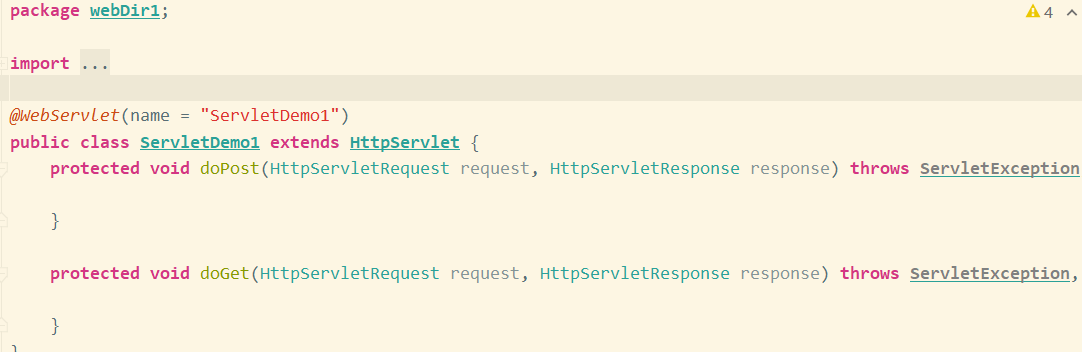 package webDir1;
4
import ...
@WebServlet(name = "ServletDemo1")
public class ServletDemo1 extends HttpServlet {
protected void doPost(HttpServletRequest request, HttpServletResponse response) throws ServletException
}
protected void doGet(HttpServletRequest request, HttpServletResponse response) throws ServletException,
}
}